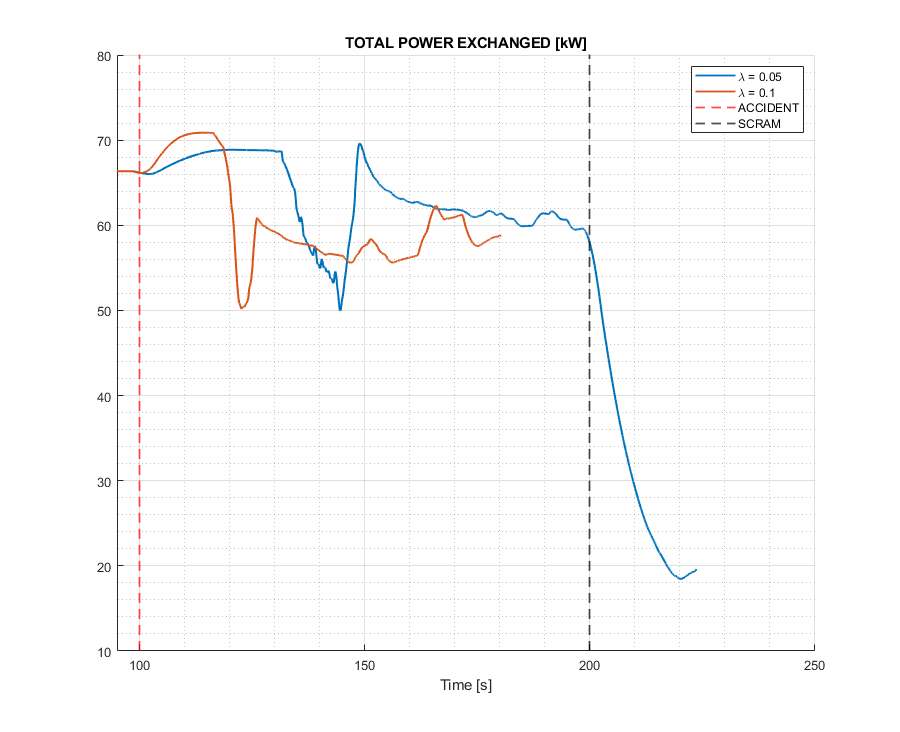 TOTAL POWER EXCHANGED [kW]
80
70
60
50
40
30
20
10
λ = 0.05
λ = 0.1
ACCIDENT
SCRAM
100 150 200 250
Time [s]